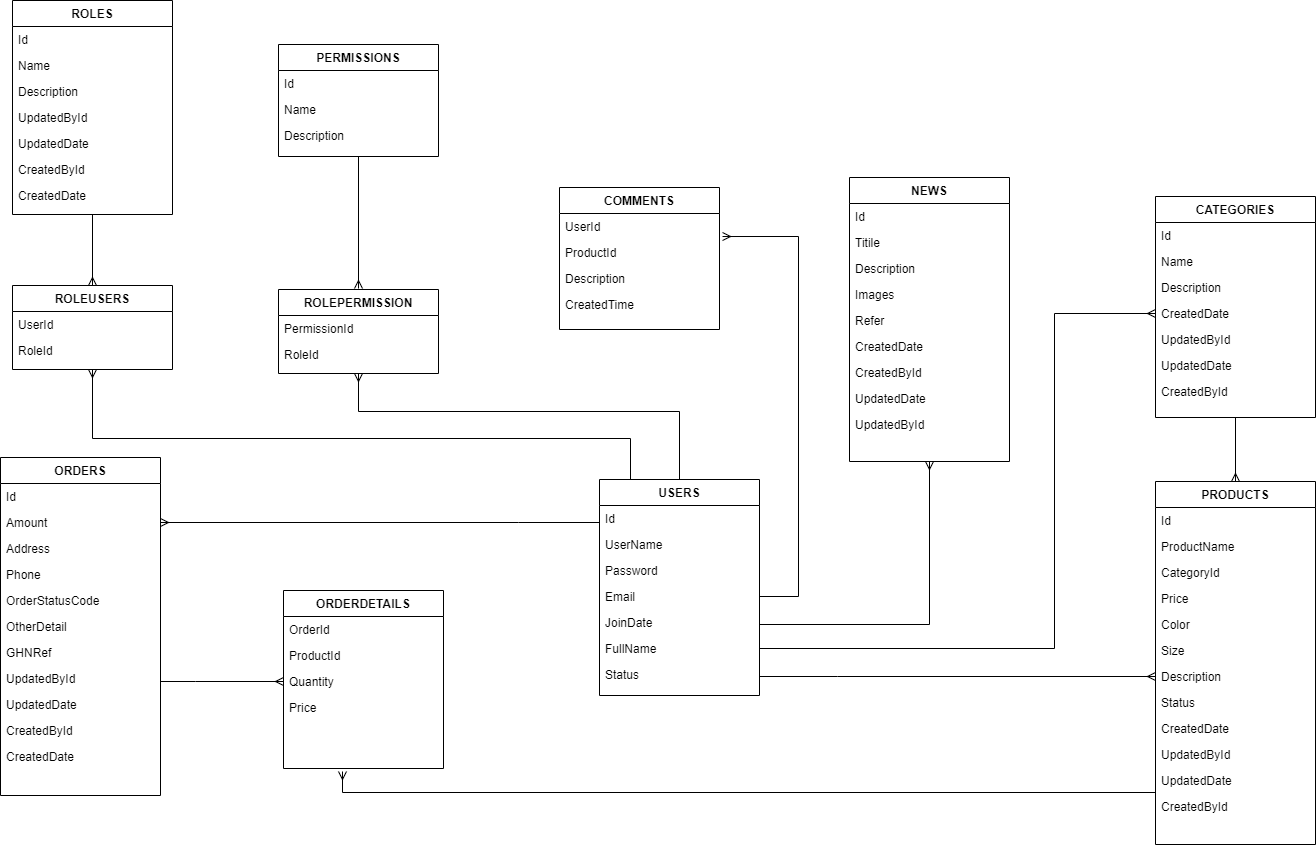 ROLES
Id
Name
Description
UpdatedById
UpdatedDate
CreatedById
CreatedDate
PERMISSIONS
Id
Name
Description
COMMENTS
UserId
ProductId
Description
CreatedTime
NEWS
Id
Titile
Description
Images
Refer
CreatedDate
CreatedById
UpdatedDate
UpdatedById
CATEGORIES
Id
Name
Description
CreatedDate
UpdatedById
UpdatedDate
CreatedById
ROLEUSERS
UserId
RoleId
ROLEPERMISSION
PermissionId
RoleId
ORDERS
Id
Amount
Address
Phone
OrderStatusCode
OtherDetail
GHNRef
UpdatedById
UpdatedDate
CreatedById
CreatedDate
ORDERDETAILS
OrderId
ProductId
Quantity
Price
USERS
Id
UserName
Password
Email
JoinDate
FullName
Status
PRODUCTS
Id
ProductName
CategoryId
Price
Color
Size
Description
Status
CreatedDate
UpdatedById
UpdatedDate
CreatedById